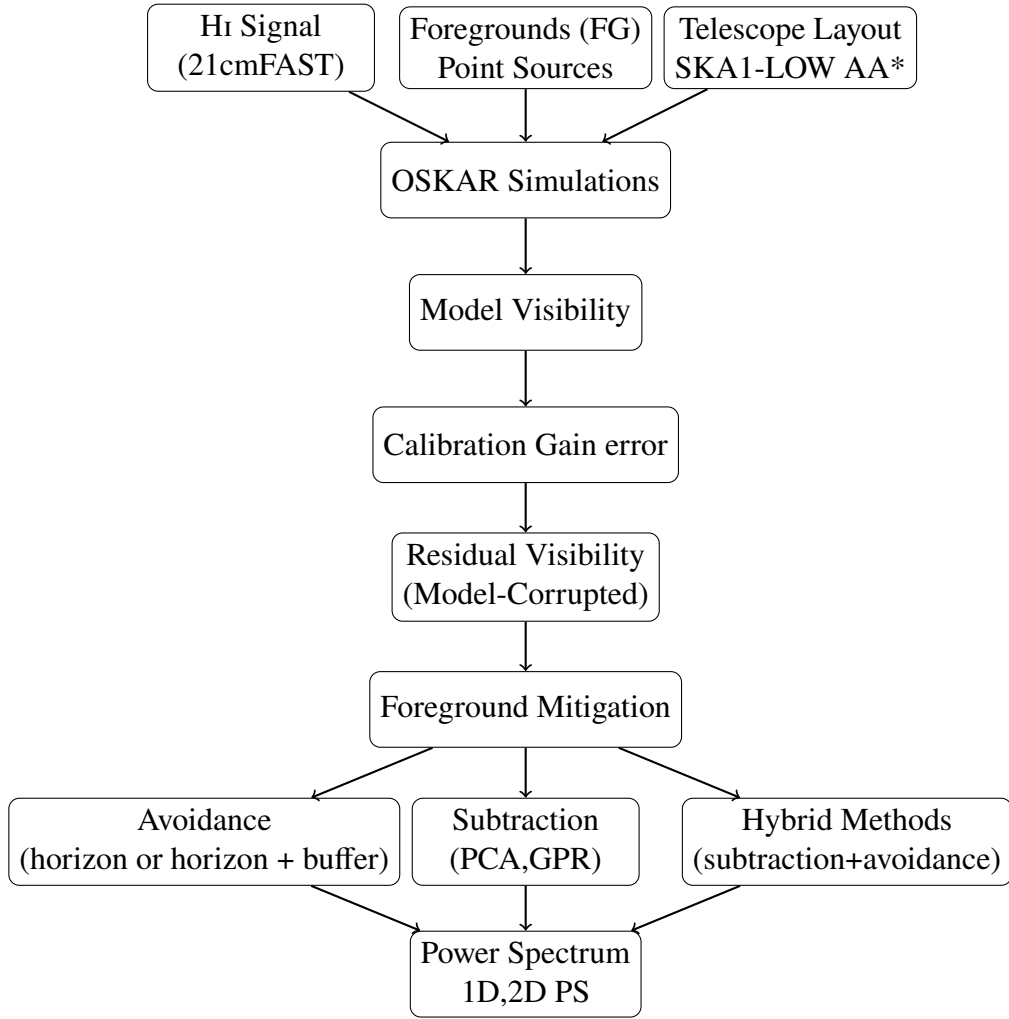 HI Signal
(21cmFAST)
Foregrounds (FG)
Point Sources
Telescope Layout
SKA1-LOW AA*
OSKAR Simulations
Model Visibility
Calibration Gain error
Residual Visibility
(Model-Corrupted)
Foreground Mitigation
Avoidance
(horizon or horizon + buffer)
Subtraction
(PCA,GPR)
Hybrid Methods
(subtraction+avoidance)
Power Spectrum
1D,2D PS